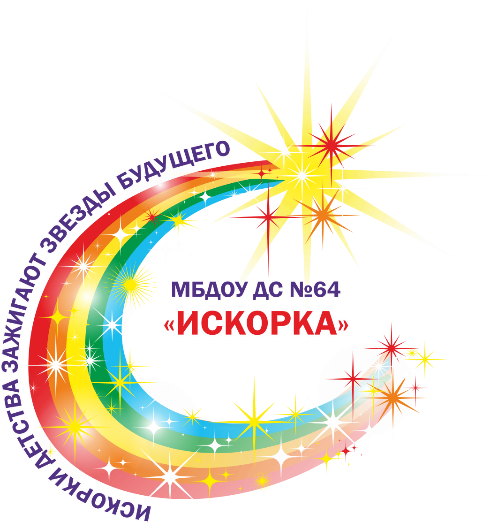 ИСКОРКИ ДЕТСТВА ЗАЖИГАЮТ ЗВЕЗДЫ БУДУЩЕГО
МБДОУ ДС №64
«ИСКОРКА»